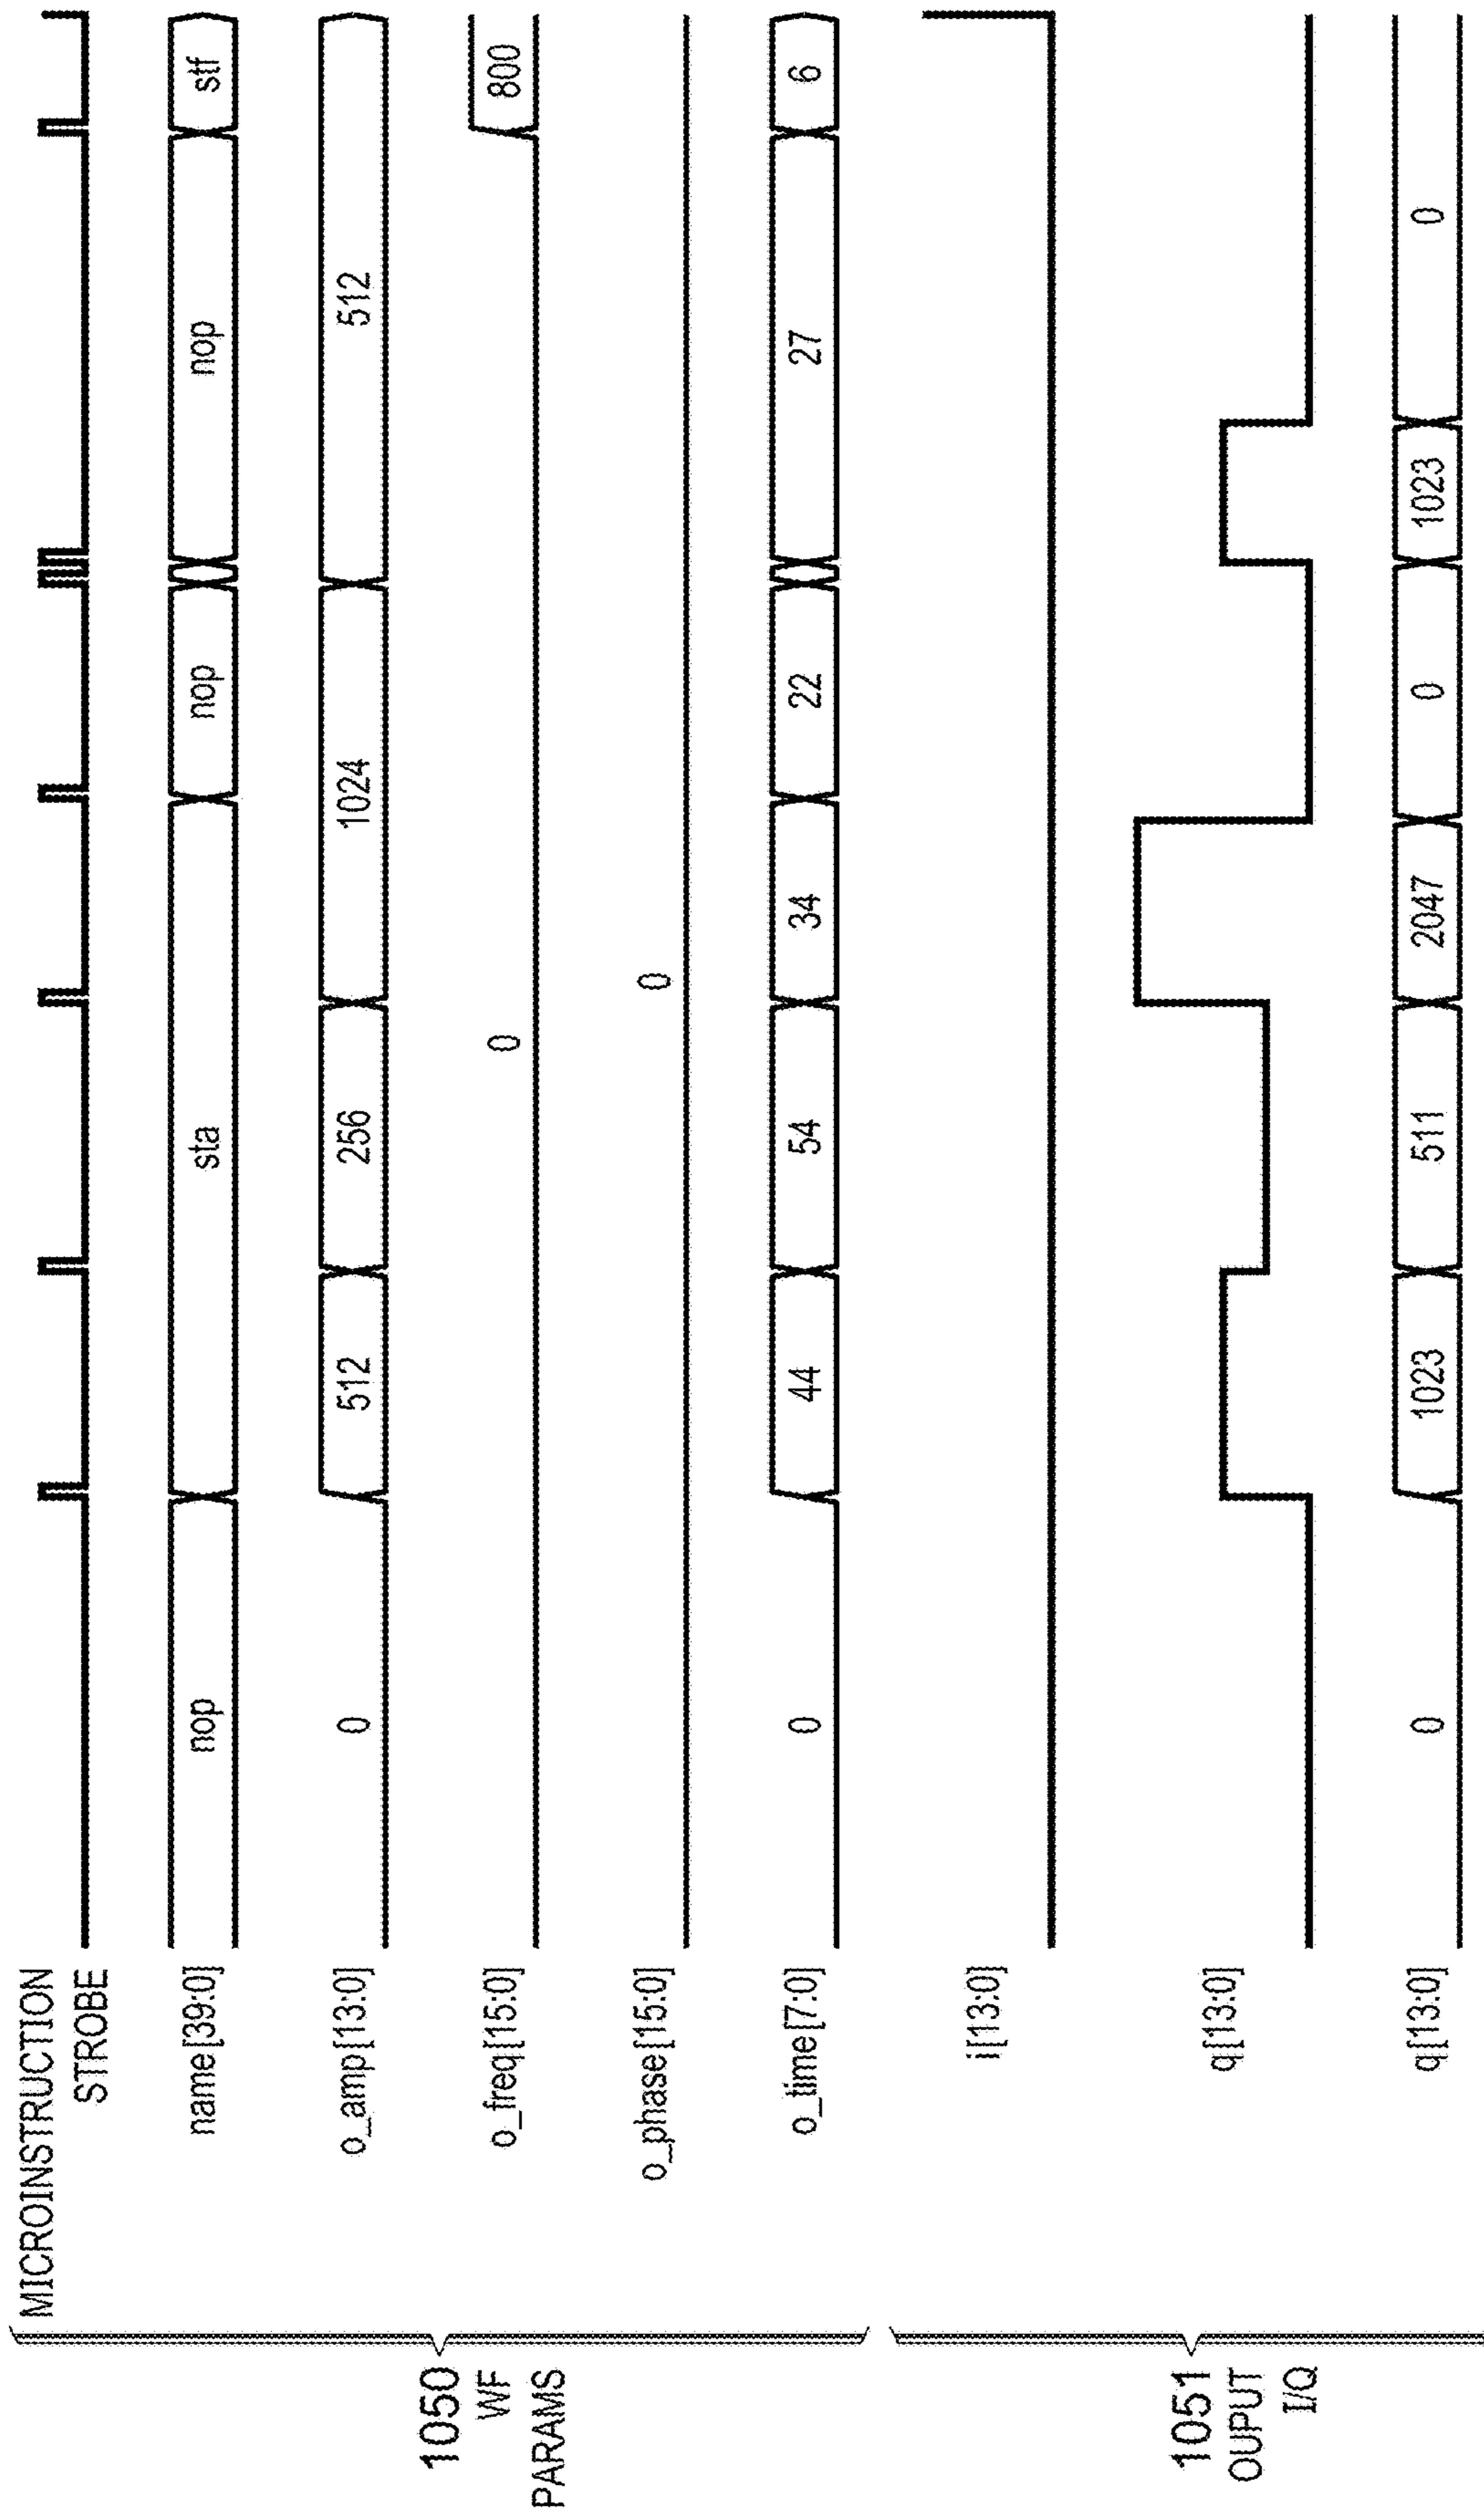 MICROINSTRUCTION
STROBE
name[39:0]
nop
sta
nop
nop
stf
o_amp[13:0]
0
512
256
1024
512
o_freq[15:0]
0
800
o_phase[15:0]
0
o_time[7:0]
0
44
54
34
22
27
6
1050
WF
PARAMS
i[13:0]
q[13:0]
q[13:0]
0
1023
511
2047
0
1023
0
1051
OUPUT
I/Q